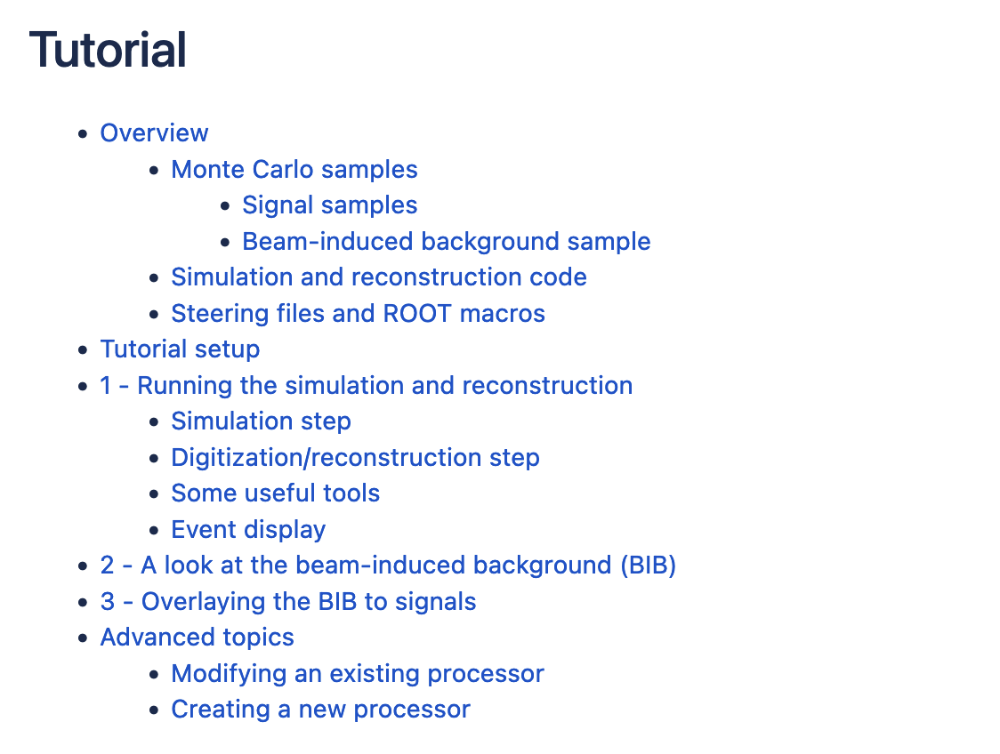 Tutorial
Overview
Monte Carlo samples
Signal samples
Beam-induced background sample
Simulation and reconstruction code
Steering files and ROOT macros
Tutorial setup
1 - Running the simulation and reconstruction
Simulation step
Digitization/reconstruction step
Some useful tools
Event display
2 - A look at the beam-induced background (BIB)
3 - Overlaying the BIB to signals
Advanced topics
Modifying an existing processor
Creating a new processor